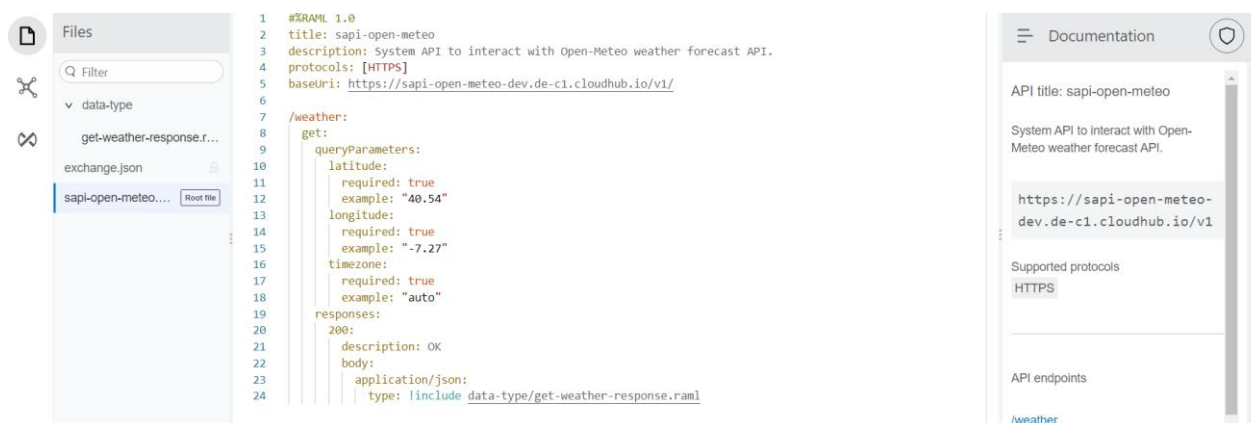 Files
Filter
data-type
get-weather-response.r...
exchange.json
sapi-open-meteo.... Root file
1 #%RAML 1.0
2 title: sapi-open-meteo
3 description: System API to interact with Open-Meteo weather forecast API.
4 protocols: [HTTPS]
5 baseUri: https://sapi-open-meteo-dev.de-c1.cloudhub.io/v1/
6
7 /weather:
8 get:
9 queryParameters:
10 latitude:
11 required: true
12 example: "40.54"
13 longitude:
14 required: true
15 example: "-7.27"
16 timezone:
17 required: true
18 example: "auto"
19 responses:
20 200:
21 description: OK
22 body:
23 application/json:
24 type: !include data-type/get-weather-response.raml
Documentation
API title: sapi-open-meteo
System API to interact with Open-
Meteo weather forecast API.
https://sapi-open-meteo-
dev.de-c1.cloudhub.io/v1
Supported protocols
HTTPS
API endpoints
/weather